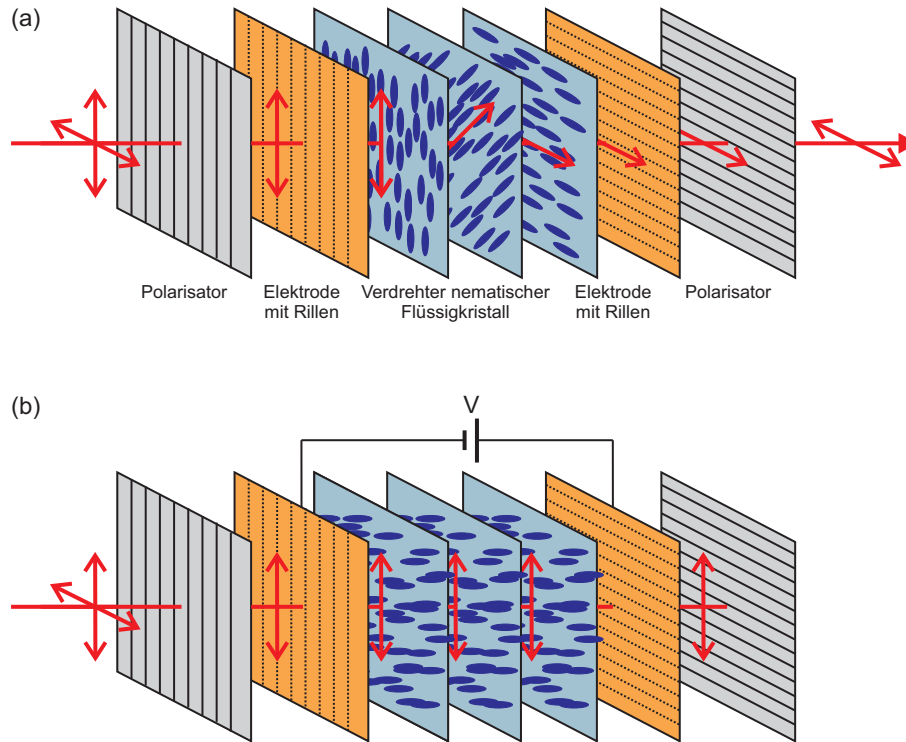 (a)
Polarisator
Elektrode
mit Rillen
Verdrehter nematischer
Flüssigkristall
Elektrode
mit Rillen
Polarisator
(b)
V